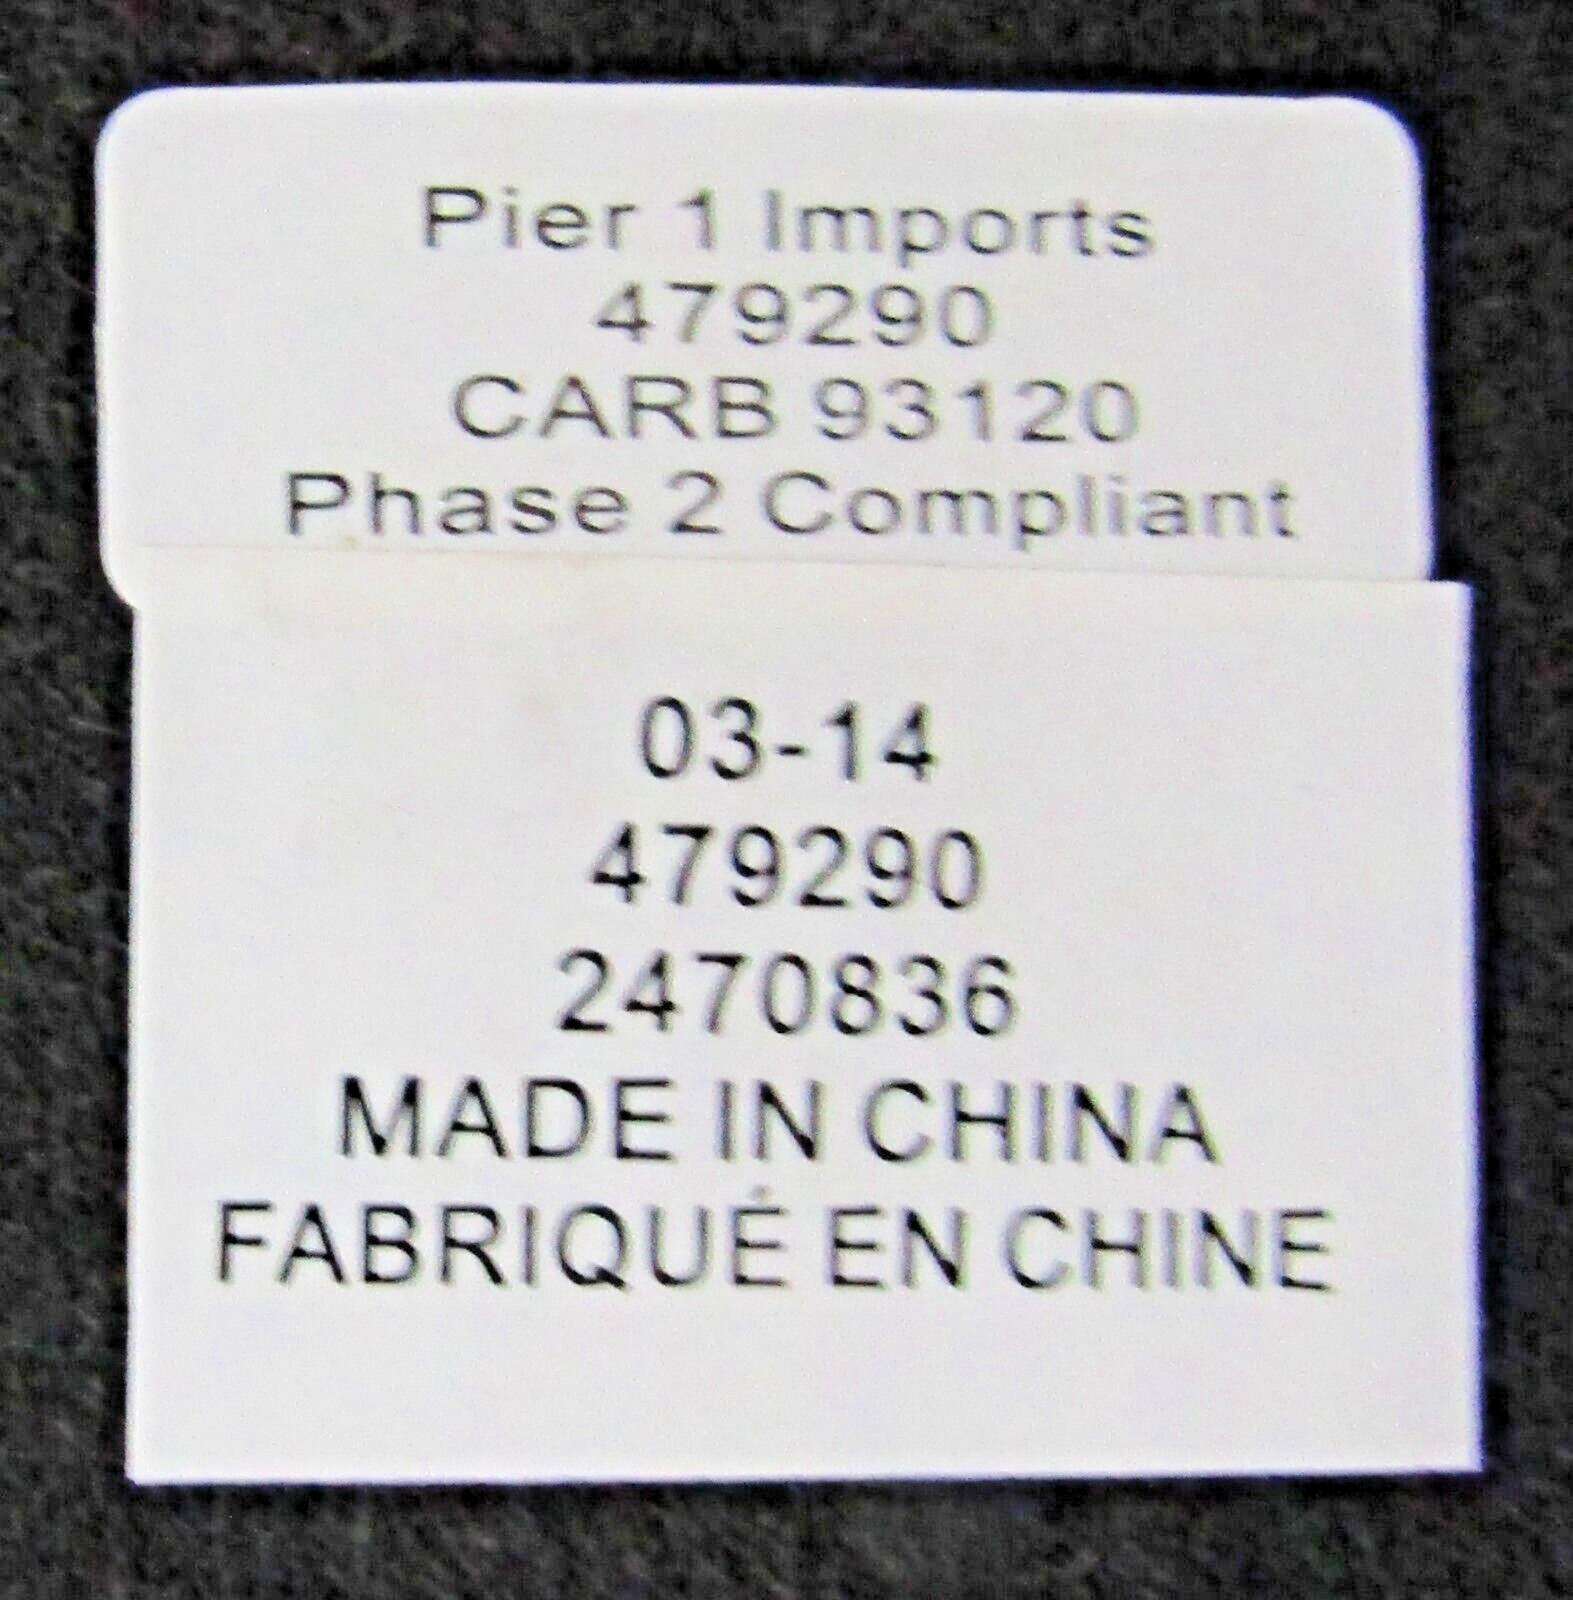 Pier 1 Imports
479290
CARB 93120
Phase 2 Compliant
03-14
479290
2470836
MADE IN CHINA
FABRIQUÉ EN CHINE